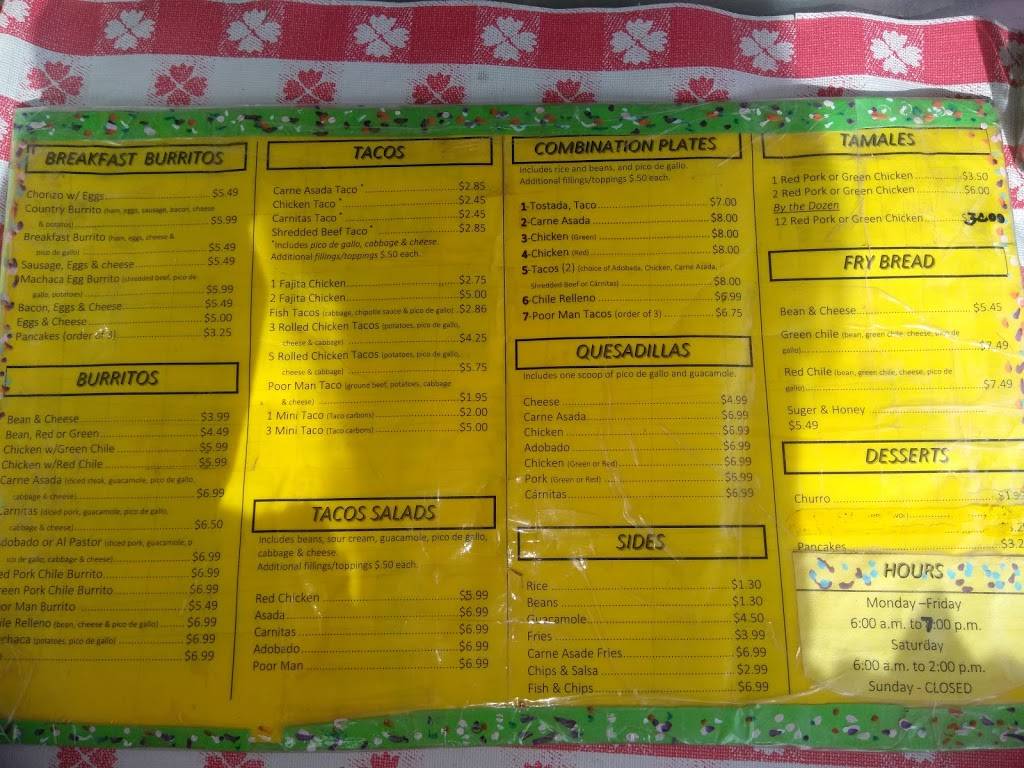 BREAKFAST BURRITOS
Chorizo w/ Eggs $5.49
Country Burrito (ham, eggs, sausage, bacon, cheese
& potatos) $5.99
Breakfast Burrito (ham, eggs, cheese &
pico de gallo) $5.49
Sausage, Eggs & cheese $5.49
Machaca Egg Burrito (shredded beef, pico de
gallo, potatoes) $5.99
Bacon, Eggs & Cheese $5.49
Eggs & Cheese $5.00
Pancakes (order of 3) $3.25
BURRITOS
Bean & Cheese $3.99
Bean, Red or Green $4.49
Chicken w/Green Chile $5.99
Chicken w/Red Chile $5.99
Carne Asada (diced steak, guacamole, pico de gallo,
cabbage & cheese) $6.99
Carnitas (diced pork, guacamole, pico de gallo,
cabbage & cheese) $6.50
Adobado or Al Pastor (diced pork, guacamole,
de gallo, cabbage & cheese) $6.99
Pork Chile Burrito $6.99
Pork Chile Burrito $6.99
Man Burrito $5.49
Relleno (bean, cheese & pico de gallo) $6.99
(potatoes, pico de gallo) $6.99
$6.99
TACOS
Carne Asada Taco * $2.85
Chicken Taco * $2.45
Carnitas Taco * $2.45
Shredded Beef Taco * $2.85
*Includes pico de gallo, cabbage & cheese.
Additional fillings/toppings $.50 each.
1 Fajita Chicken $2.75
2 Fajita Chicken $5.00
Fish Tacos (cabbage, chipotle sauce & pico de gallo) $2.86
3 Rolled Chicken Tacos (potatoes, pico de gallo,
cheese & cabbage) $4.25
5 Rolled Chicken Tacos (potatoes, pico de gallo,
cheese & cabbage) $5.75
Poor Man Taco (ground beef, potatoes, cabbage
& cheese) $1.95
1 Mini Taco (Taco carbons) $2.00
3 Mini Taco (Taco carbons) $5.00
TACOS SALADS
Includes beans, sour cream, guacamole, pico de gallo,
cabbage & cheese.
Additional fillings/toppings $.50 each.
Red Chicken $5.99
Asada $6.99
Carnitas $6.99
Adobedo $6.99
Poor Man $6.99
COMBINATION PLATES
Includes rice and beans, and pico de gallo.
Additional fillings/toppings $.50 each.
1-Tostada, Taco $7.00
2-Carne Asada $8.00
3-Chicken (Green) $8.00
4-Chicken (Red) $8.00
5-Tacos (2) (choice of Adobada, Chicken, Carne Asada,
Shredded Beef or Carnitas) $8.00
6-Chile Relleno $6.99
7-Poor Man Tacos (order of 3) $6.75
QUESADILLAS
Includes one scoop of pico de gallo and guacamole.
Cheese $4.99
Carne Asada $6.99
Chicken $6.99
Adobado $6.99
Chicken (Green or Red) $6.99
Pork (Green or Red) $6.99
Carnitas $6.99
SIDES
Rice $1.30
Beans $1.30
Guacamole $4.50
Fries $3.99
Carne Asade Fries $6.99
Chips & Salsa $2.99
Fish & Chips $6.99
TAMALES
1 Red Pork or Green Chicken $3.50
2 Red Pork or Green Chicken $6.00
By the Dozen
12 Red Pork or Green Chicken
FRY BREAD
Bean & Cheese $5.45
Green chile (bean, green chile, cheese, pico de
gallo) $7.49
Red Chile (bean, green chile, cheese, pico de
gallo) $7.49
Suger & Honey
$5.49
DESSERTS
Churro
Pancakes
HOURS
Monday –Friday
6:00 a.m. to 7:00 p.m.
Saturday
6:00 a.m. to 2:00 p.m.
Sunday - CLOSED